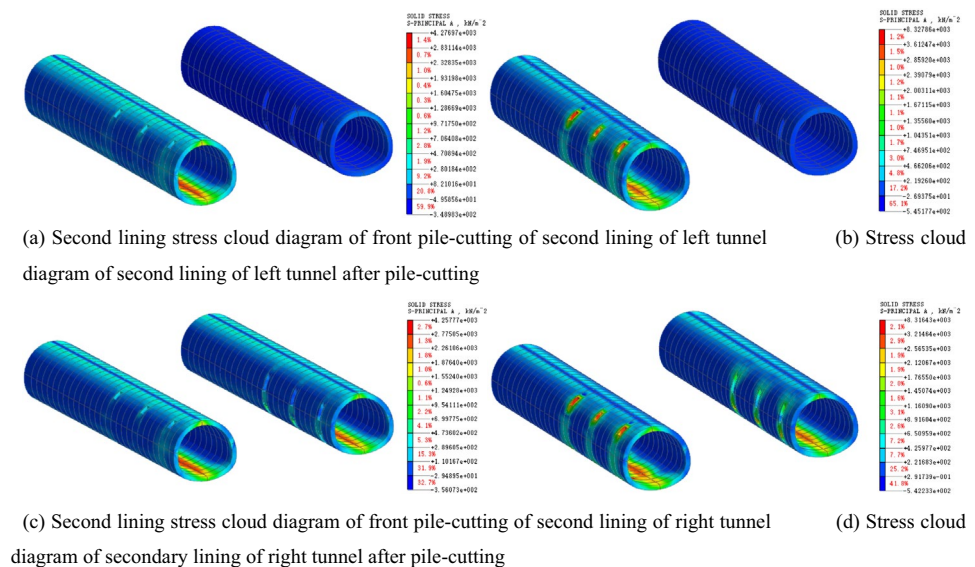 SOLID STRESS
S-PRINCIPAL A , kN/m^2
+4.27697e+003
1.4%
+2.83114e+003
0.7%
+2.32835e+003
1.0%
+1.93198e+003
0.4%
+1.60475e+003
0.3%
+1.28669e+003
0.6%
+9.71750e+002
1.2%
+7.06408e+002
2.0%
+4.70894e+002
1.9%
+2.80184e+002
9.2%
+8.21016e+001
20.8%
-4.95856e+001
59.9%
-3.48983e+002
SOLID STRESS
S-PRINCIPAL A , kN/m^2
+8.32786e+003
1.2%
+3.61247e+003
1.5%
+2.85920e+003
1.0%
+2.39079e+003
1.2%
+2.00311e+003
1.1%
+1.67115e+003
1.1%
+1.35560e+003
1.0%
+1.04351e+003
1.7%
+7.46951e+002
3.0%
+4.66206e+002
4.8%
+2.19260e+002
17.2%
-2.69375e+001
65.1%
-5.45177e+002
(a) Second lining stress cloud diagram of front pile-cutting of second lining of left tunnel (b) Stress cloud
diagram of second lining of left tunnel after pile-cutting
SOLID STRESS
S-PRINCIPAL A , kN/m^2
+4.25777e+003
2.7%
+2.77505e+003
1.3%
+2.26186e+003
1.8%
+1.87640e+003
1.0%
+1.55240e+003
0.6%
+1.24928e+003
1.1%
+9.54111e+002
2.2%
+6.99775e+002
4.1%
+4.73602e+002
5.3%
+2.89605e+002
15.3%
+1.10167e+002
31.9%
-2.94895e+001
32.7%
-3.56073e+002
SOLID STRESS
S-PRINCIPAL A , kN/m^2
+8.31643e+003
2.1%
+3.21464e+003
2.9%
+2.56535e+003
1.9%
+2.12067e+003
1.9%
+1.76550e+003
2.0%
+1.45074e+003
1.6%
+1.16090e+003
3.1%
+8.91604e+002
2.6%
+6.50959e+002
7.2%
+4.25977e+002
7.7%
+2.21683e+002
25.2%
+2.91739e-001
41.8%
-5.42233e+002
(c) Second lining stress cloud diagram of front pile-cutting of second lining of right tunnel (d) Stress cloud
diagram of secondary lining of right tunnel after pile-cutting